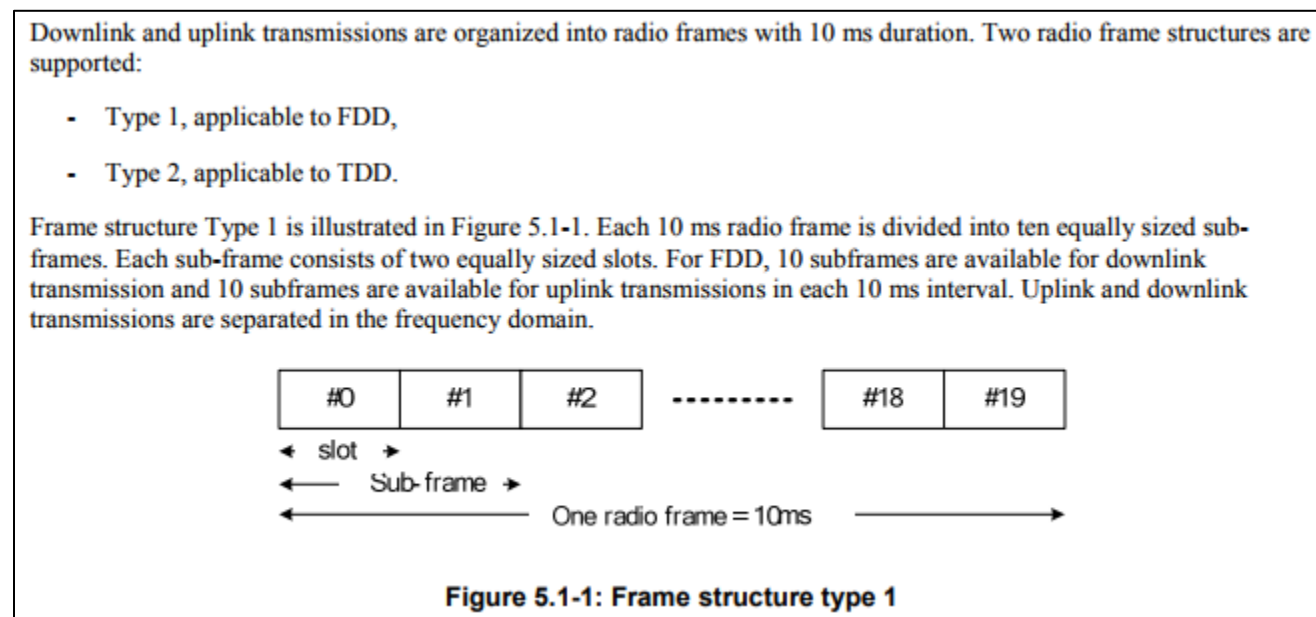 Downlink and uplink transmissions are organized into radio frames with 10 ms duration. Two radio frame structures are
supported:
- Type 1, applicable to FDD,
- Type 2, applicable to TDD.
Frame structure Type 1 is illustrated in Figure 5.1-1. Each 10 ms radio frame is divided into ten equally sized sub-
frames. Each sub-frame consists of two equally sized slots. For FDD, 10 subframes are available for downlink
transmission and 10 subframes are available for uplink transmissions in each 10 ms interval. Uplink and downlink
transmissions are separated in the frequency domain.
#0 #1 #2 #18 #19
slot
Sub-frame
One radio frame = 10ms
Figure 5.1-1: Frame structure type 1